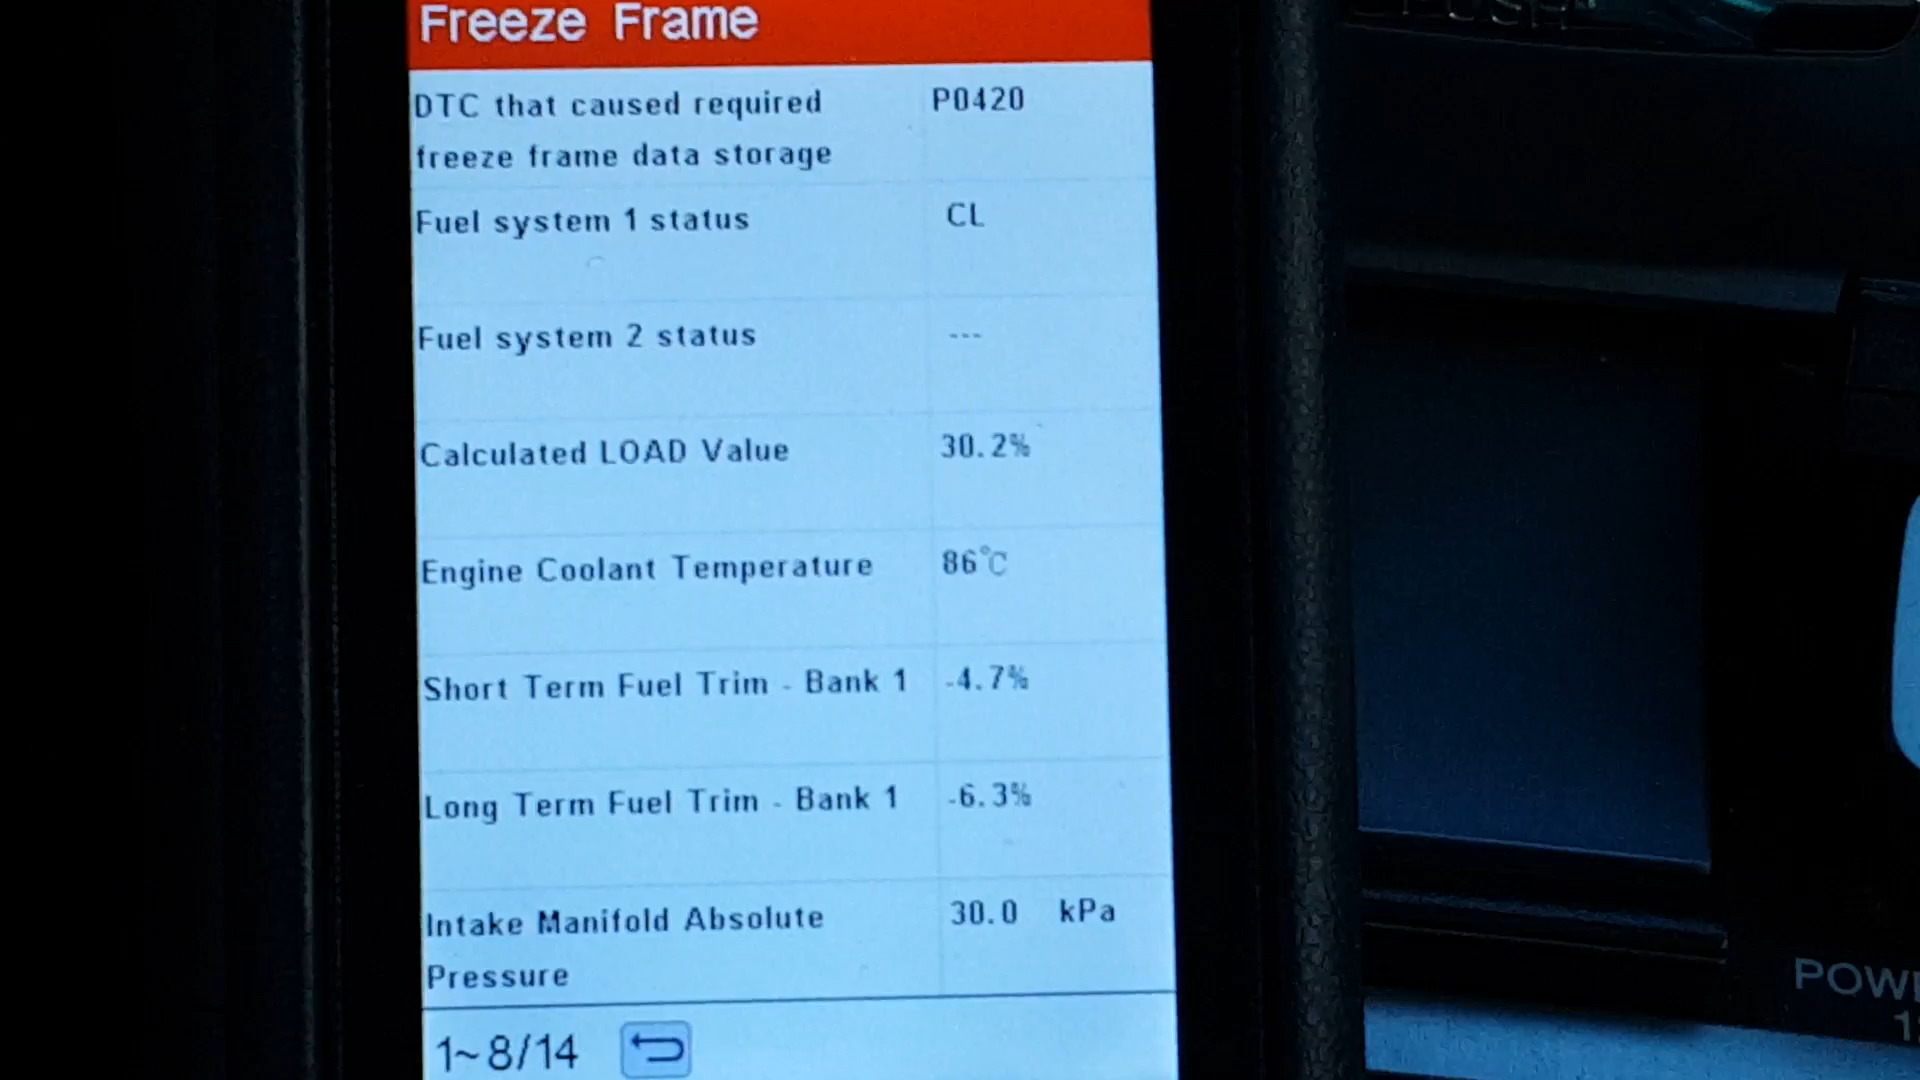 PUSH
Freeze Frame
DTC that caused required P0420
freeze frame data storage
Fuel system 1 status CL
Fuel system 2 status ---
Calculated LOAD Value 30.2%
Engine Coolant Temperature 86℃
Short Term Fuel Trim - Bank 1 -4.7%
Long Term Fuel Trim - Bank 1 -6.3%
Intake Manifold Absolute 30.0 kPa
Pressure
1~8/14